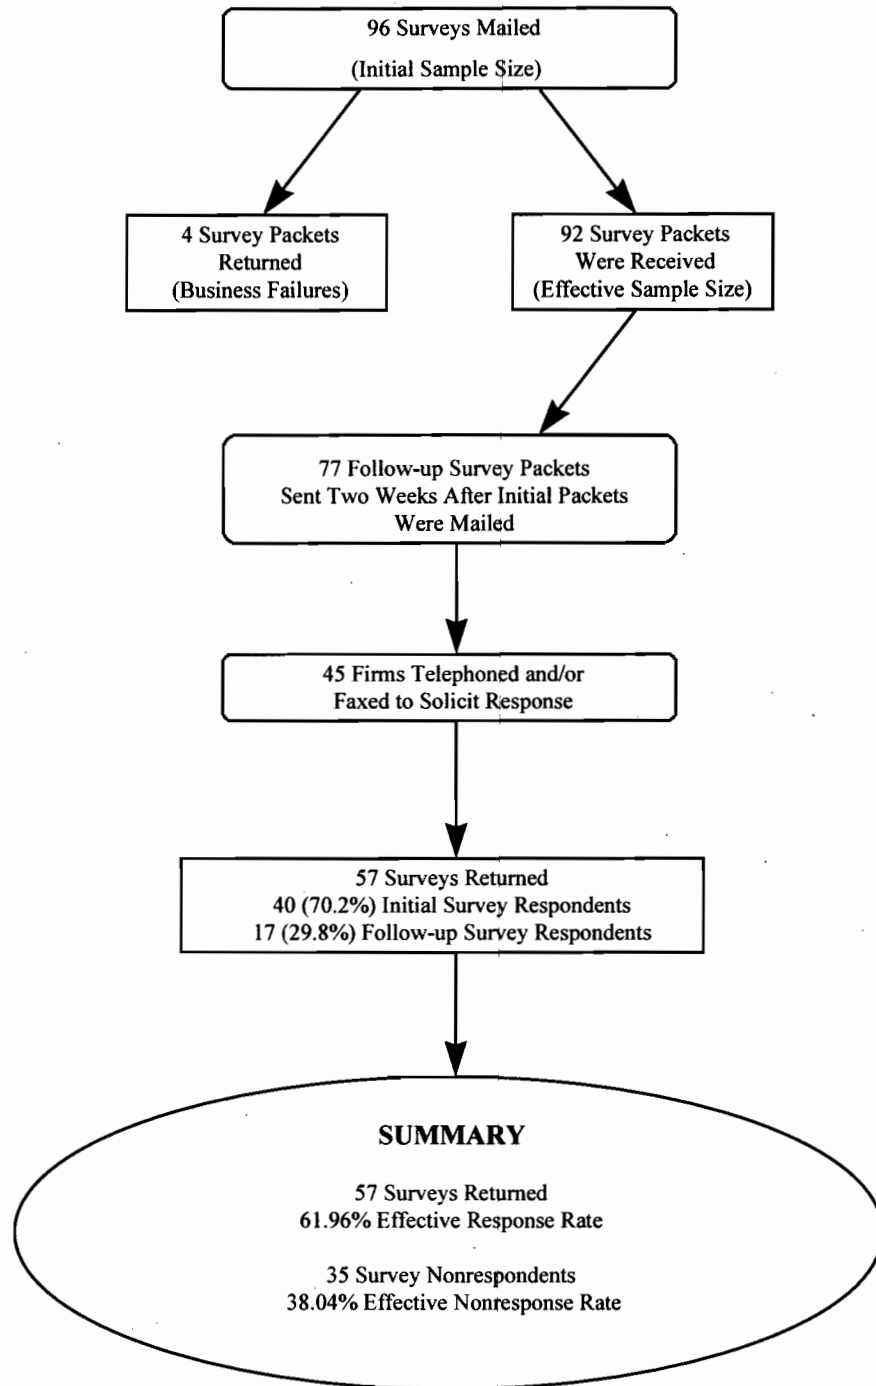 96 Surveys Mailed
(Initial Sample Size)
4 Survey Packets
Returned
(Business Failures)
92 Survey Packets
Were Received
(Effective Sample Size)
77 Follow-up Survey Packets
Sent Two Weeks After Initial Packets
Were Mailed
45 Firms Telephoned and/or
Faxed to Solicit Response
57 Surveys Returned
40 (70.2%) Initial Survey Respondents
17 (29.8%) Follow-up Survey Respondents
SUMMARY
57 Surveys Returned
61.96% Effective Response Rate
35 Survey Nonrespondents
38.04% Effective Nonresponse Rate